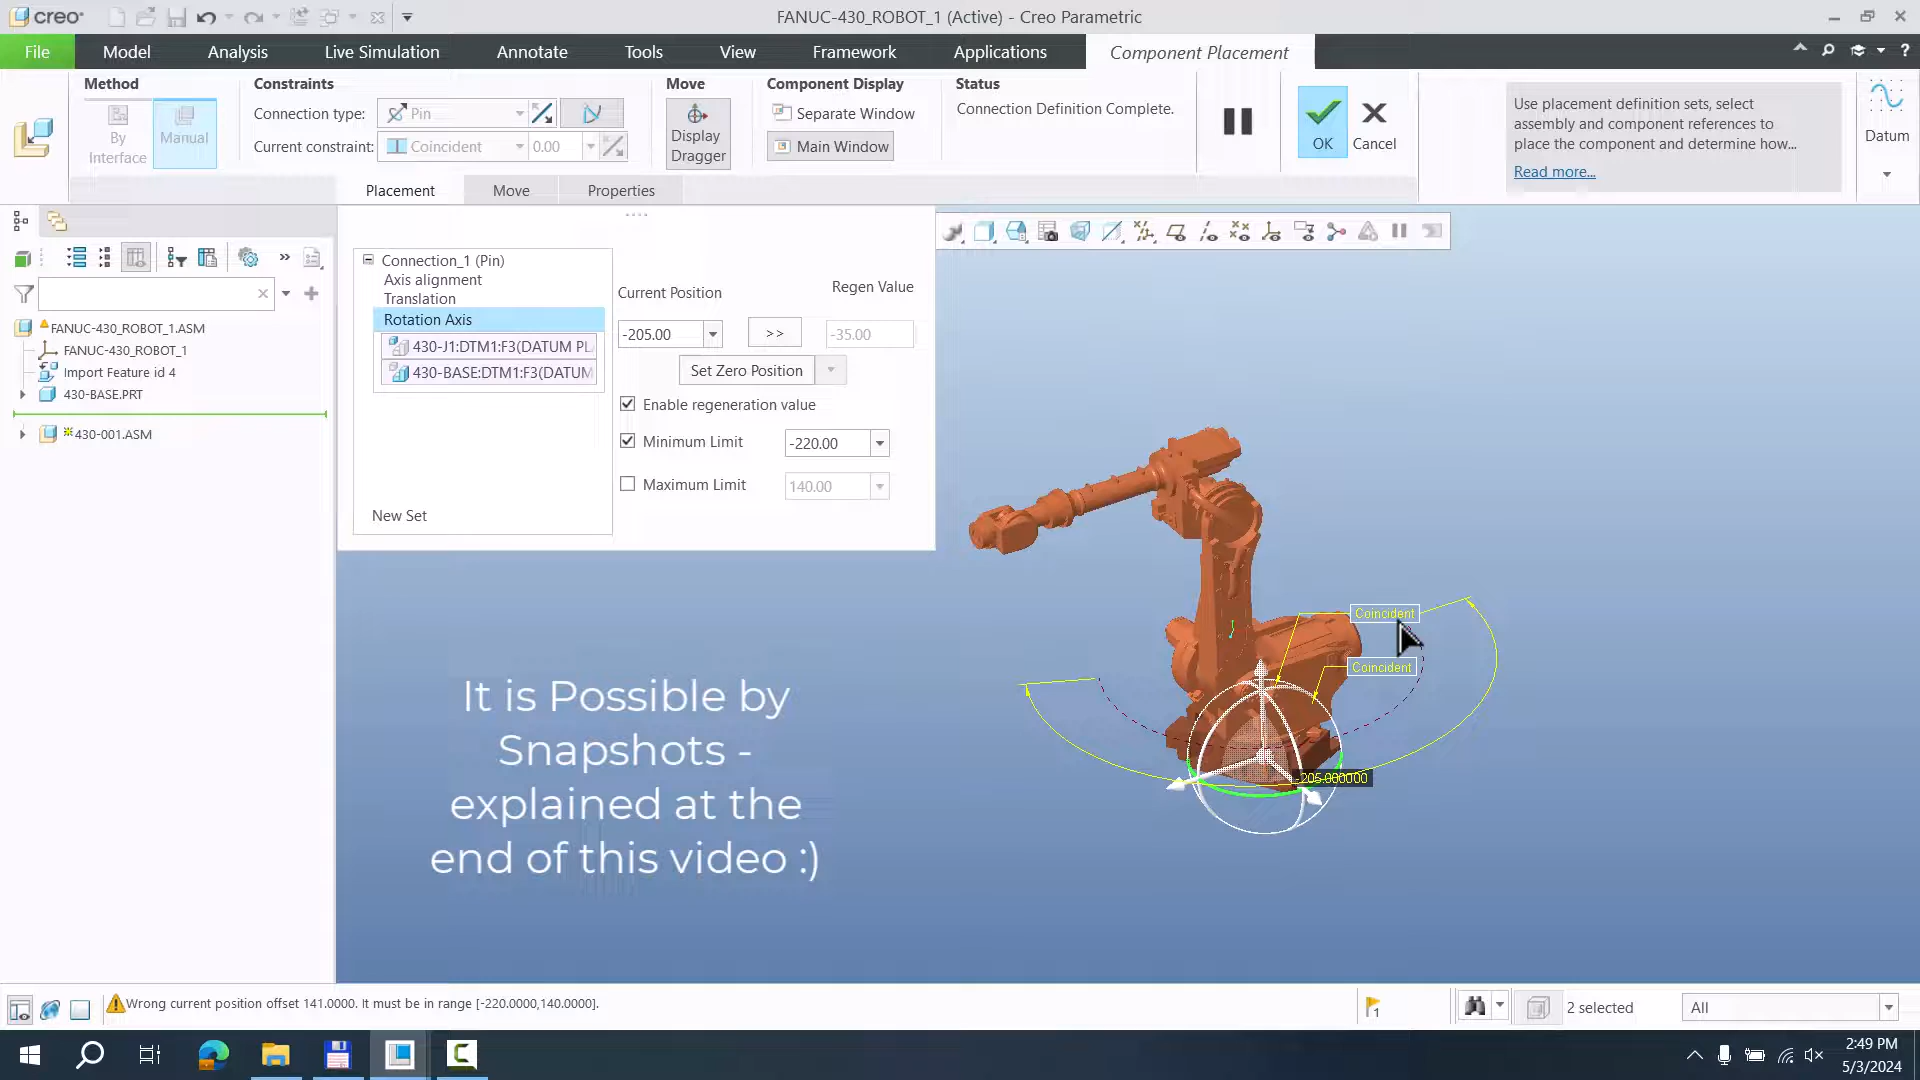 creo®
FANUC-430_ROBOT_1 (Active) - Creo Parametric
File
Model
Analysis
Live Simulation
Annotate
Tools
View
Framework
Applications
Component Placement
Method
Constraints
Move
Component Display
Status
By
Interface
Manual
Connection type:
Pin
Current constraint:
Coincident
0.00
Display
Dragger
Separate Window
Main Window
Connection Definition Complete.
OK
Cancel
Use placement definition sets, select
assembly and component references to
place the component and determine how...
Read more...
Datum
Placement
Move
Properties
FANUC-430_ROBOT_1.ASM
FANUC-430_ROBOT_1
Import Feature id 4
430-BASE.PRT
430-001.ASM
Connection_1 (Pin)
Axis alignment
Translation
Rotation Axis
430-J1:DTM1:F3(DATUM PL
430-BASE:DTM1:F3(DATUM
New Set
Current Position
Regen Value
-205.00
>>
-35.00
Set Zero Position
Enable regeneration value
Minimum Limit
-220.00
Maximum Limit
140.00
Coincident
Coincident
-205.000000
It is Possible by
Snapshots -
explained at the
end of this video :)
Wrong current position offset 141.0000. It must be in range [-220.0000,140.0000].
1
2 selected
All
2:49 PM
5/3/2024